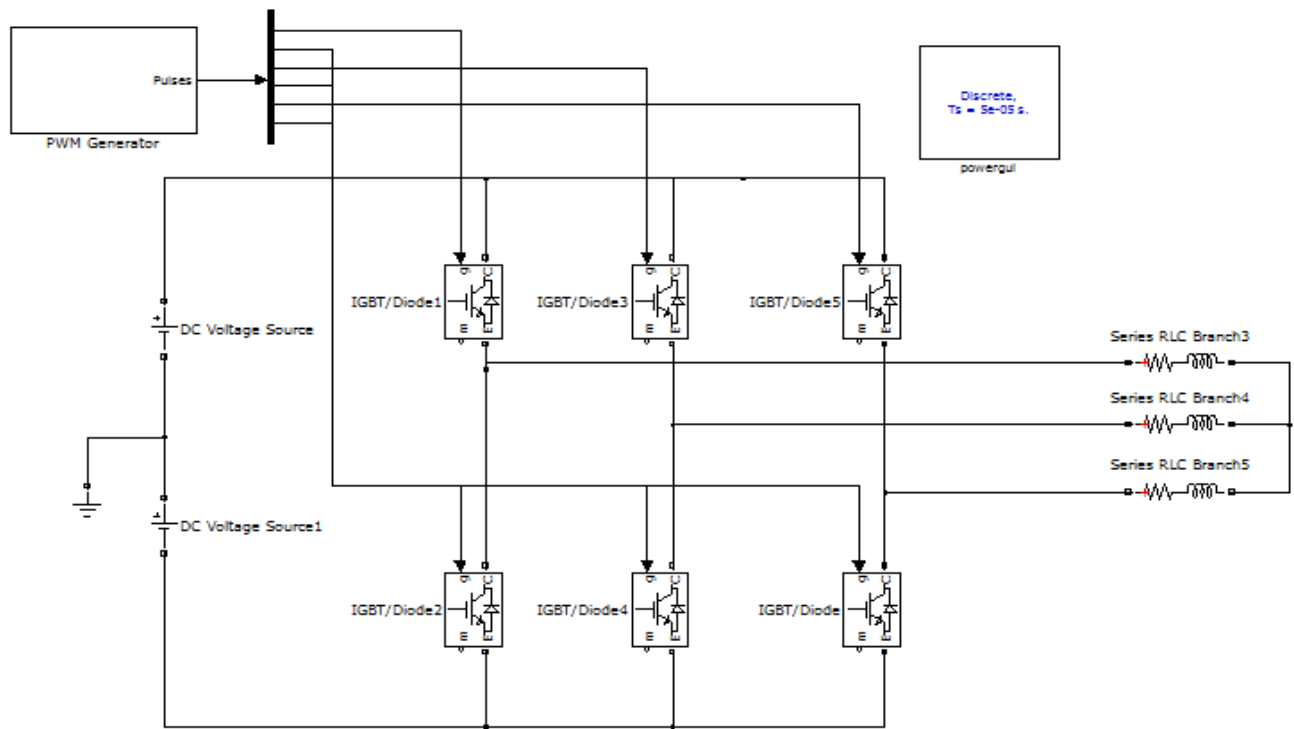 Pulses
PWM Generator
Discrete,
Ts = 5e-05 s.
powergui
g C
IGBT/Diode1
m E
g C
IGBT/Diode3
m E
g C
IGBT/Diode5
m E
+
DC Voltage Source
Series RLC Branch3
+
Series RLC Branch4
+
Series RLC Branch5
+
+
DC Voltage Source1
g C
IGBT/Diode2
m E
g C
IGBT/Diode4
m E
g C
IGBT/Diode
m E